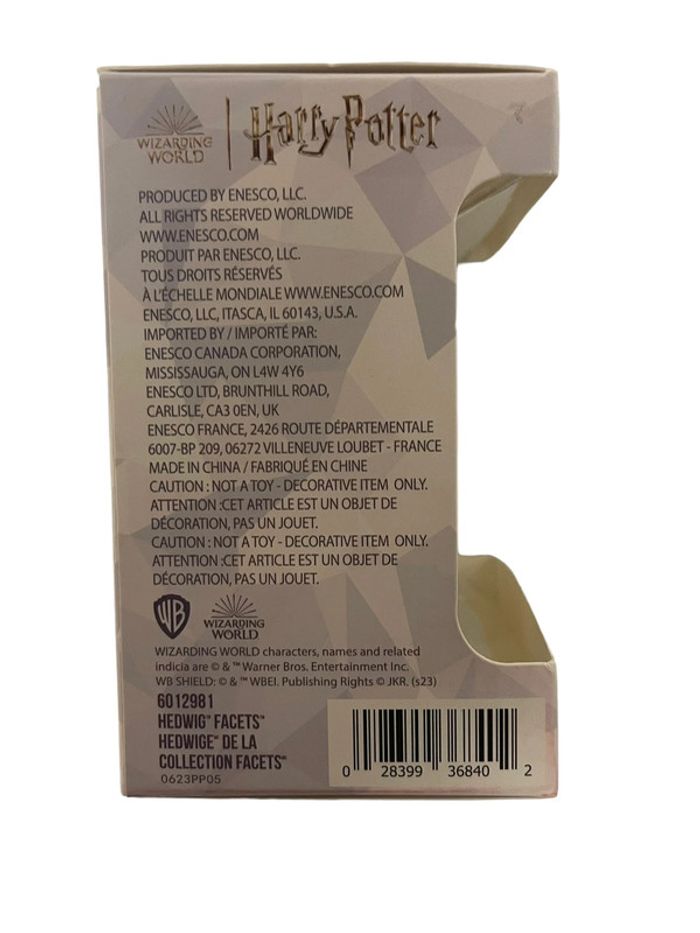 WIZARDING
WORLD
Harry Potter
PRODUCED BY ENESCO, LLC.
ALL RIGHTS RESERVED WORLDWIDE
WWW.ENESCO.COM
PRODUIT PAR ENESCO, LLC.
TOUS DROITS RÉSERVÉS
À L'ÉCHELLE MONDIALE WWW.ENESCO.COM
ENESCO, LLC, ITASCA, IL 60143, U.S.A.
IMPORTED BY / IMPORTÉ PAR:
ENESCO CANADA CORPORATION,
MISSISSAUGA, ON L4W 4Y6
ENESCO LTD, BRUNTHILL ROAD,
CARLISLE, CA3 0EN, UK
ENESCO FRANCE, 2426 ROUTE DÉPARTEMENTALE
6007-BP 209, 06272 VILLENEUVE LOUBET - FRANCE
MADE IN CHINA / FABRIQUÉ EN CHINE
CAUTION : NOT A TOY - DECORATIVE ITEM ONLY.
ATTENTION :CET ARTICLE EST UN OBJET DE
DÉCORATION, PAS UN JOUET.
CAUTION : NOT A TOY - DECORATIVE ITEM ONLY.
ATTENTION :CET ARTICLE EST UN OBJET DE
DÉCORATION, PAS UN JOUET.
WB
WIZARDING
WORLD
WIZARDING WORLD characters, names and related
indicia are © & ™ Warner Bros. Entertainment Inc.
WB SHIELD: © & ™ WBEI. Publishing Rights © JKR. (s23)
6012981
HEDWIG™ FACETS™
HEDWIGE™ DE LA
COLLECTION FACETS™
0623PP05
0 28399 36840 2